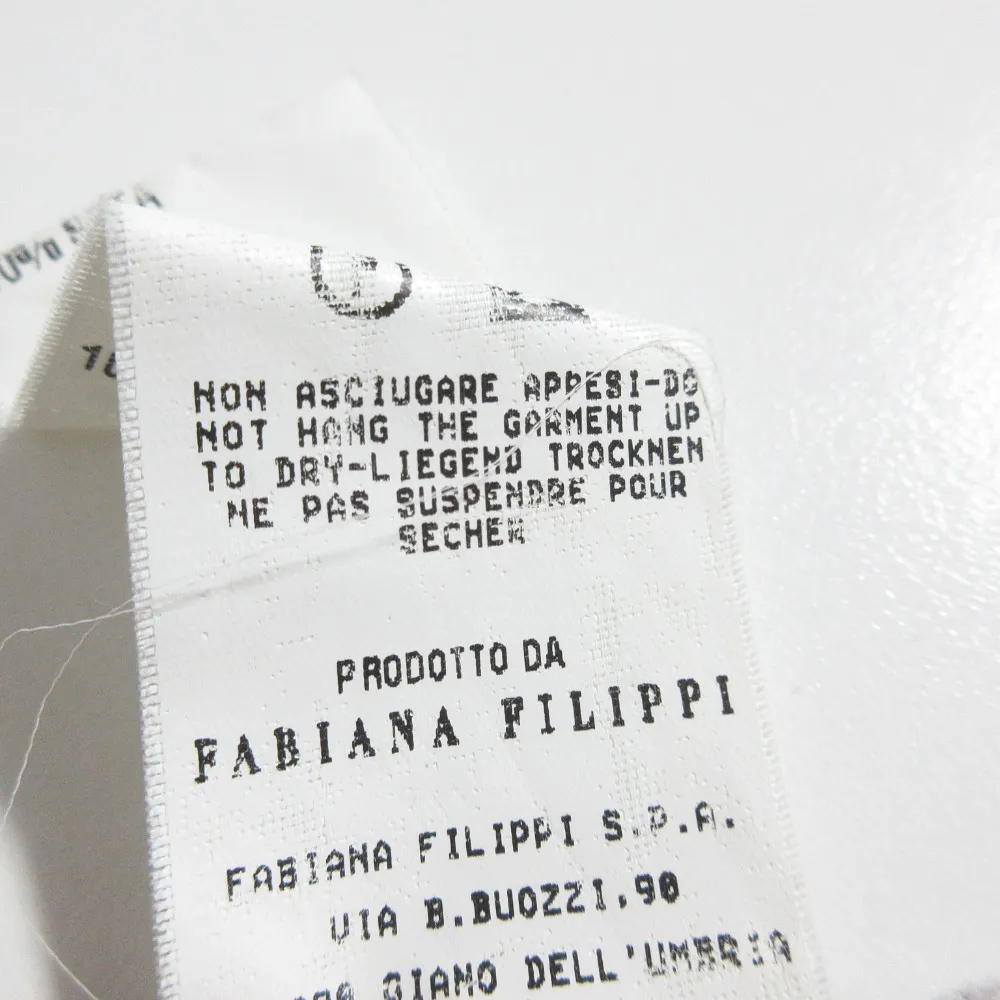 NON ASCIUGARE APPESI-DO
NOT HANG THE GARMENT UP
TO DRY-LIEGEND TROCKNEN
NE PAS SUSPENDRE POUR
SECHER
PRODOTTO DA
FABIANA FILIPPI
FABIANA FILIPPI S.P.A.
VIA B.BUOZZI.90
GIANO DELL'UMBRIA